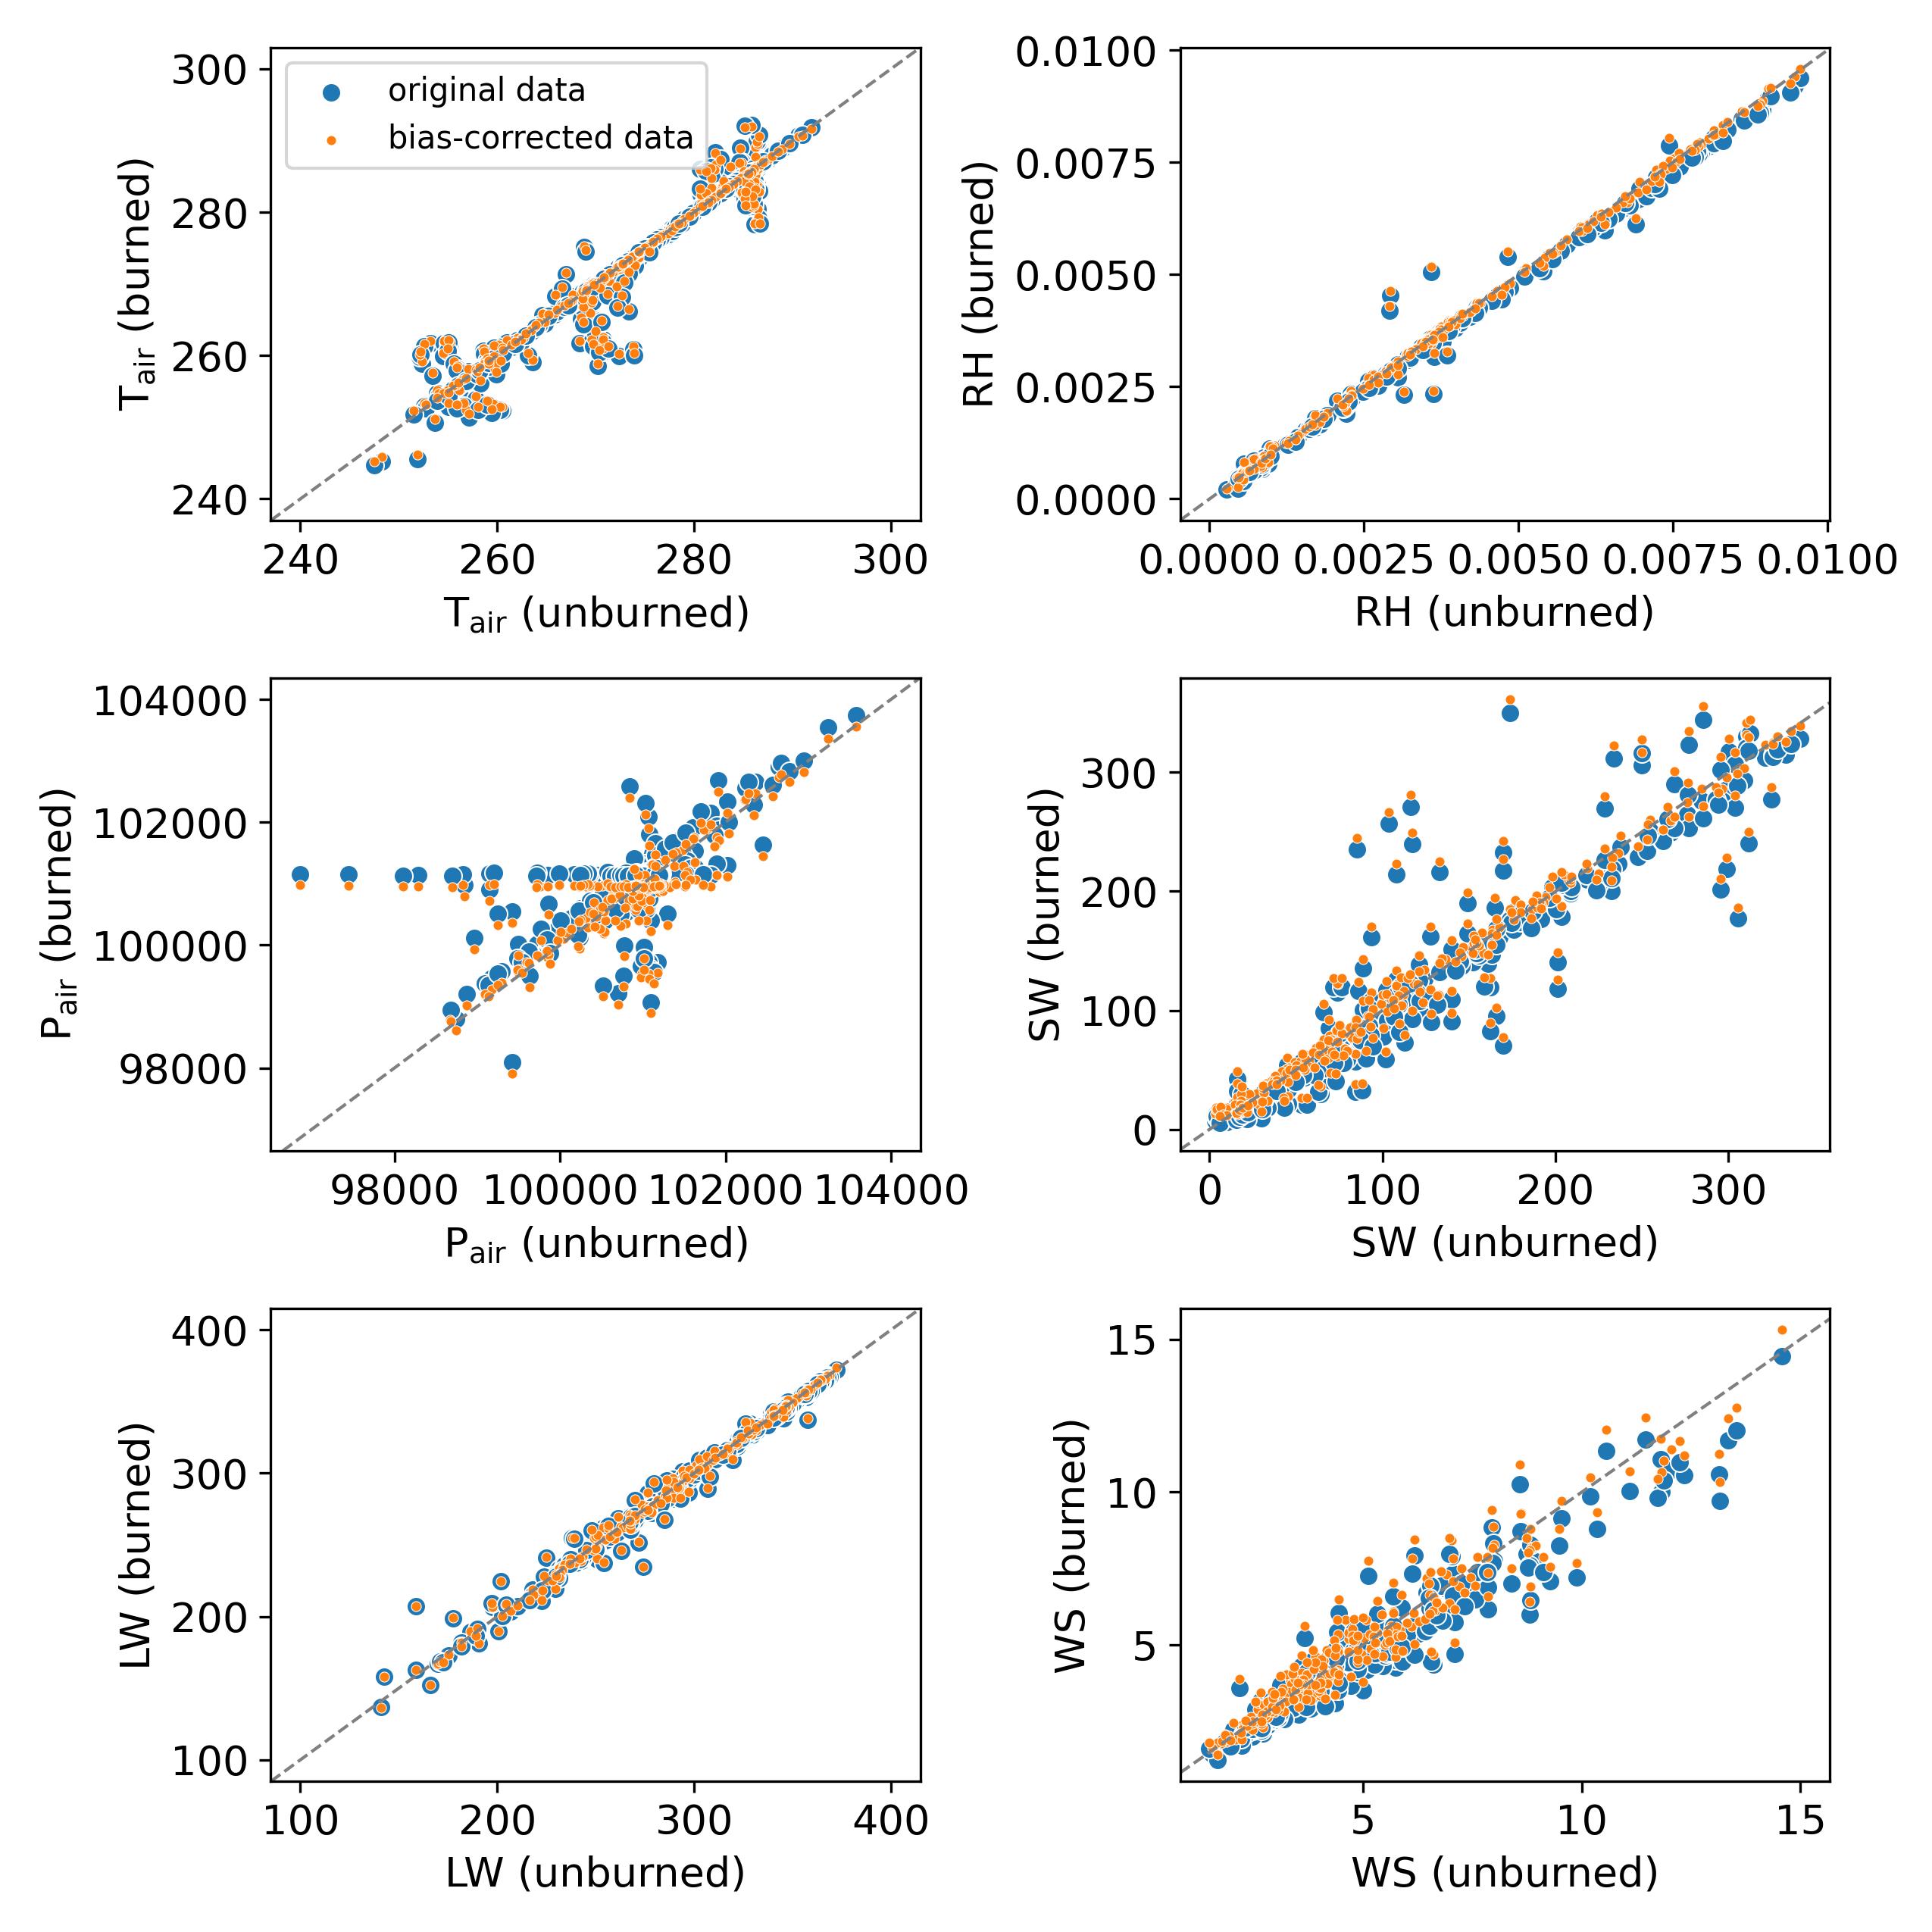 original data
bias-corrected data
300
280
260
240
T_air (burned)
240 260 280 300
T_air (unburned)
0.0100
0.0075
0.0050
0.0025
0.0000
RH (burned)
0.0000 0.0025 0.0050 0.0075 0.0100
RH (unburned)
104000
102000
100000
98000
P_air (burned)
98000 100000 102000 104000
P_air (unburned)
300
200
100
0
SW (burned)
0 100 200 300
SW (unburned)
400
300
200
100
LW (burned)
100 200 300 400
LW (unburned)
15
10
5
WS (burned)
5 10 15
WS (unburned)